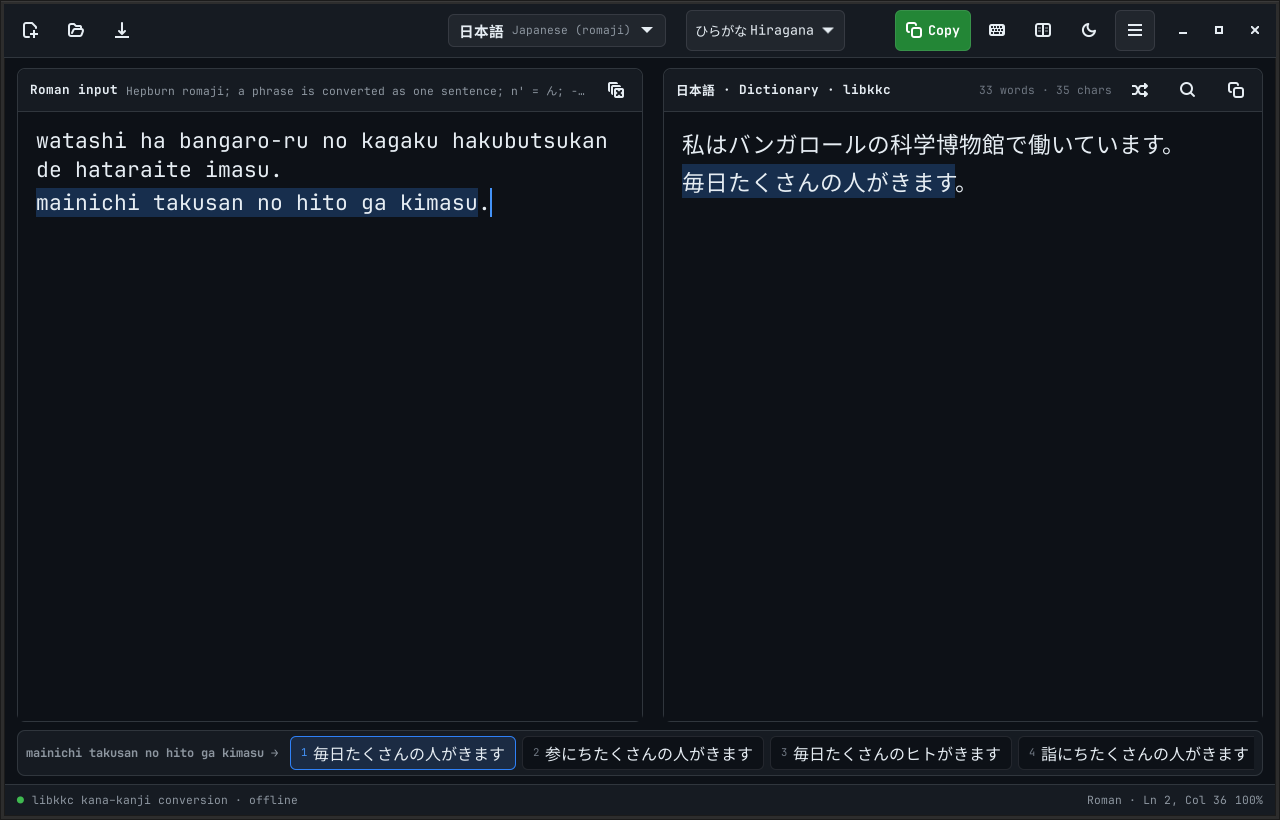 日本語 Japanese (romaji)
ひらがな Hiragana
Copy
Roman input Hepburn romaji; a phrase is converted as one sentence; n' = ん; -…
watashi ha bangaro-ru no kagaku hakubutsukan
de hataraite imasu.
mainichi takusan no hito ga kimasu.
日本語 · Dictionary · libkkc 33 words · 35 chars
私はバンガロールの科学博物館で働いています。
毎日たくさんの人がきます。
mainichi takusan no hito ga kimasu → 1 毎日たくさんの人がきます 2 参にちたくさんの人がきます 3 毎日たくさんのヒトがきます 4 詣にちたくさんの人がきます
libkkc kana-kanji conversion · offline
Roman · Ln 2, Col 36 100%